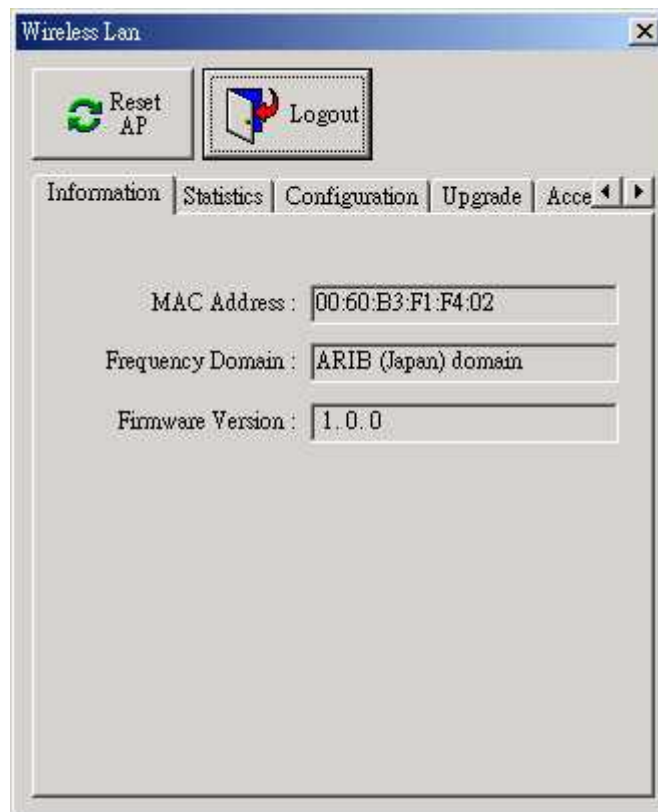 Wireless Lan
Reset
AP
Logout
Information Statistics Configuration Upgrade Acce
MAC Address : 00:60:B3:F1:F4:02
Frequency Domain : ARIB (Japan) domain
Firmware Version : 1.0.0